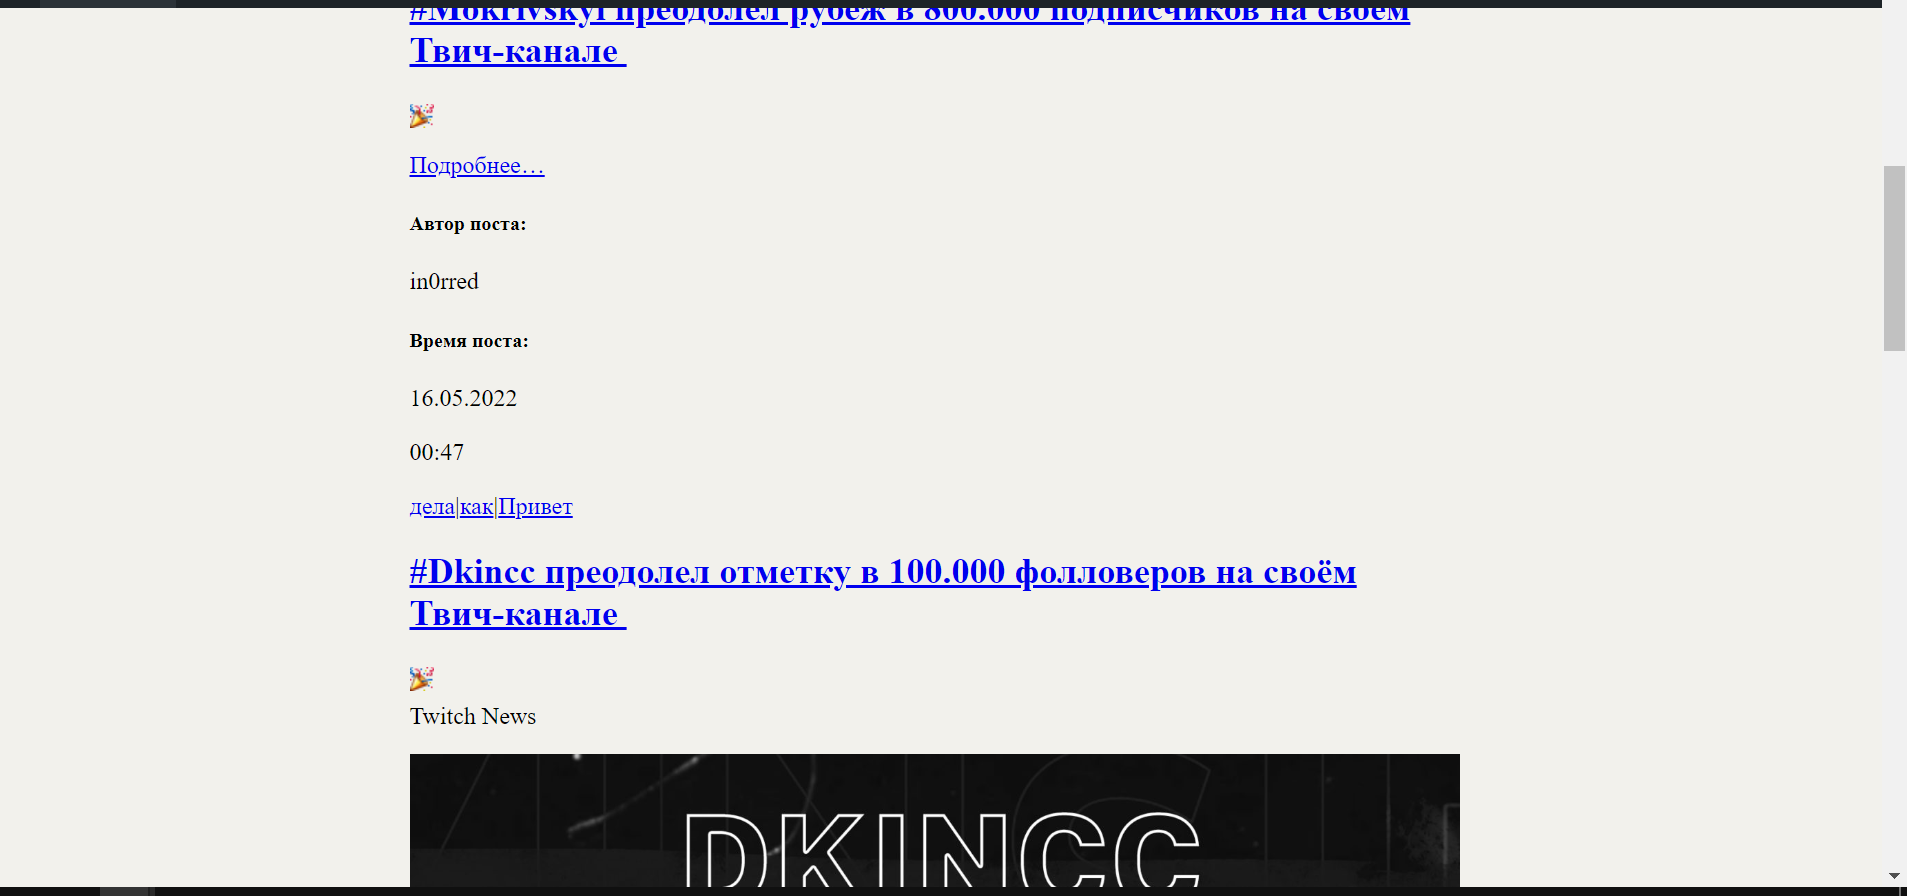 #Mokrivskyi преодолел рубеж в 800.000 подписчиков на своём
Твич-канале
Подробнее…
Автор поста:
in0rred
Время поста:
16.05.2022
00:47
дела|как|Привет
#Dkincc преодолел отметку в 100.000 фолловеров на своём
Твич-канале
Twitch News
DKINCC